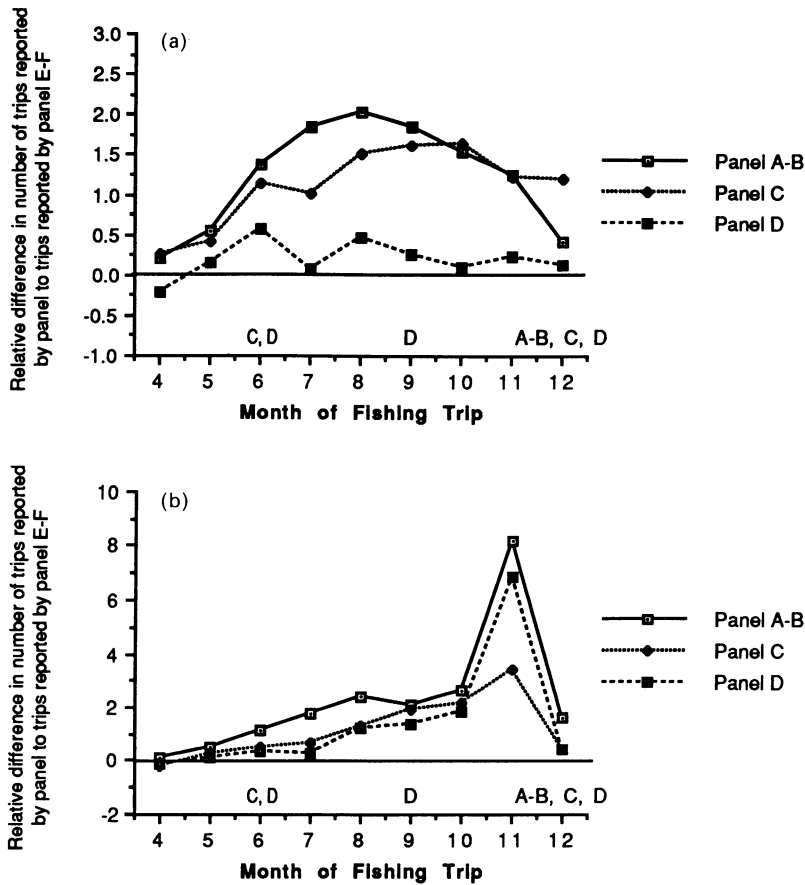 Relative difference in number of trips reported
by panel to trips reported by panel E-F
(a)
3.0
2.5
2.0
1.5
1.0
0.5
0.0
-0.5
-1.0
C, D
D
A-B, C, D
4 5 6 7 8 9 10 11 12
Month of Fishing Trip
Panel A-B
Panel C
Panel D
Relative difference in number of trips reported
by panel to trips reported by panel E-F
(b)
10
8
6
4
2
0
-2
C, D
D
A-B, C, D
4 5 6 7 8 9 10 11 12
Month of Fishing Trip
Panel A-B
Panel C
Panel D